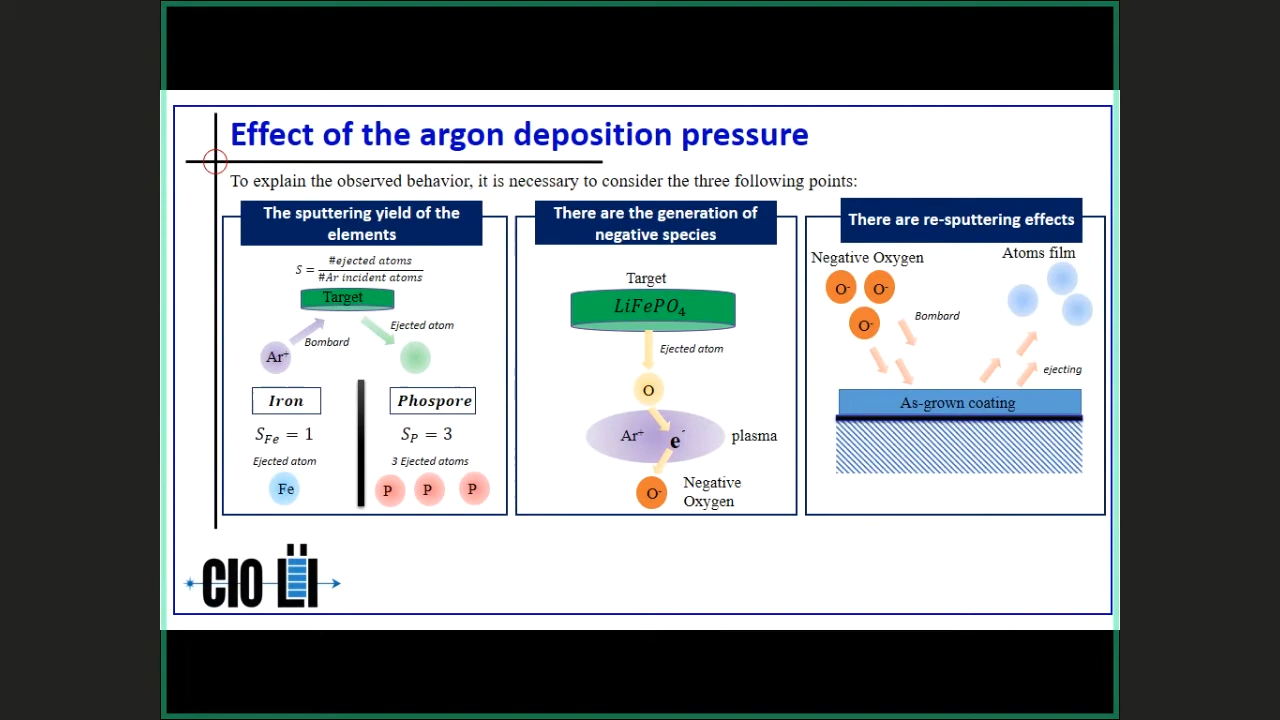 Effect of the argon deposition pressure
To explain the observed behavior, it is necessary to consider the three following points:
The sputtering yield of the
elements
S = #ejected atoms / #Ar incident atoms
Target
Ejected atom
Bombard
Ar+
Iron
Phospore
S_Fe = 1
S_P = 3
Ejected atom
3 Ejected atoms
Fe
P P P
There are the generation of
negative species
Target
LiFePO4
Ejected atom
O
Ar+ e- plasma
O-
Negative
Oxygen
There are re-sputtering effects
Negative Oxygen
Atoms film
O- O-
O-
Bombard
ejecting
As-grown coating
CIO LI